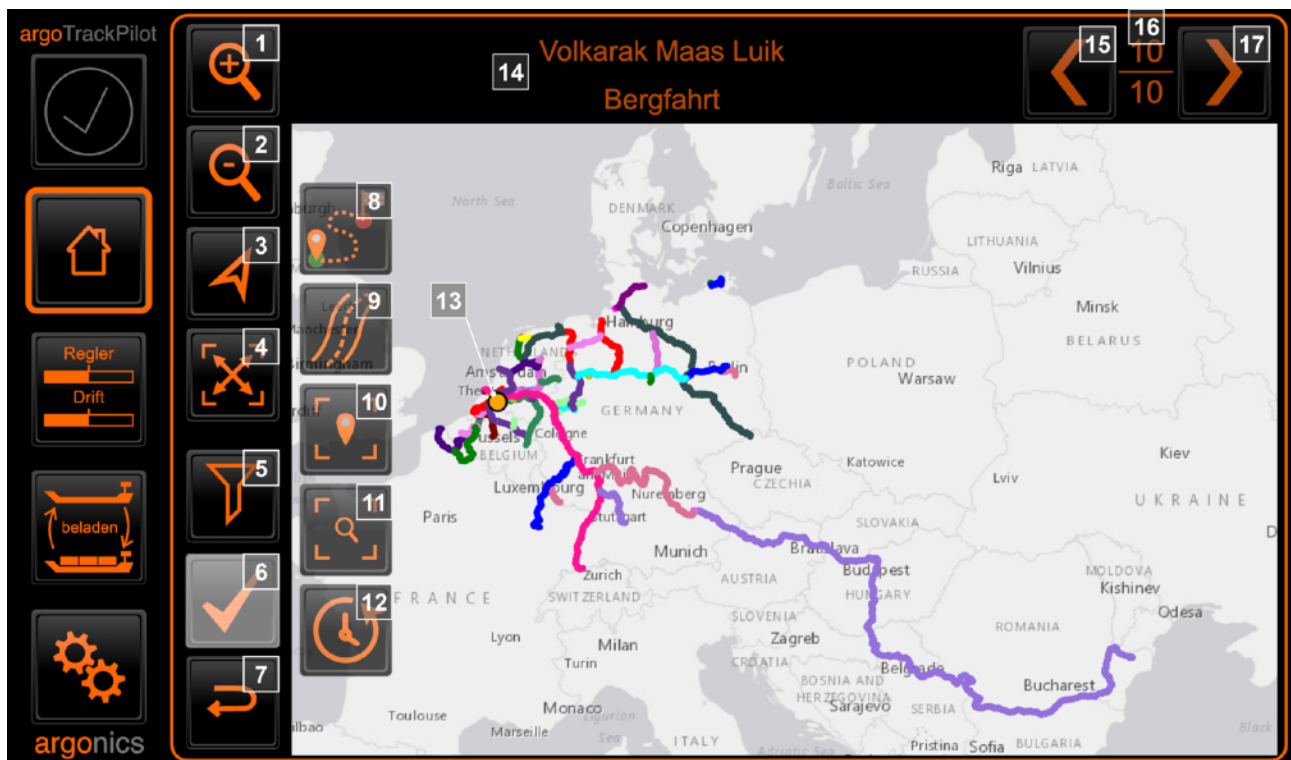 argoTrackPilot
1
2
3
4
5
6
7
Volkarak Maas Luik
14
Bergfahrt
15
16
10
10
17
Regler
Drift
beladen
argonics
8
9
10
11
12
13
North Sea
Baltic Sea
Riga LATVIA
DENMARK
Copenhagen
LITHUANIA
Vilnius
RUSSIA
Minsk
BELARUS
Hamburg
Amsterdam
POLAND
Warsaw
GERMANY
Cologne
BELGIUM
Prague
CZECHIA
Katowice
Kiev
Lviv
UKRAINE
Luxembourg
Nuremberg
Paris
SLOVAKIA
Munich
Bratislava
Zurich
AUSTRIA
Budapest
HUNGARY
MOLDOVA
Kishinev
FRANCE
SWITZERLAND
Odesa
SLOVENIA
ROMANIA
Lyon
Milan
Zagreb
Turin
CROATIA
Belgrade
BOSNIA AND
HERZEGOVINA
Bucharest
Monaco
Sarajevo
SERBIA
Toulouse
Ligurian
Sea
Marseille
ITALY
Adriatic Sea
Pristina
Sofia
BULGARIA
Black